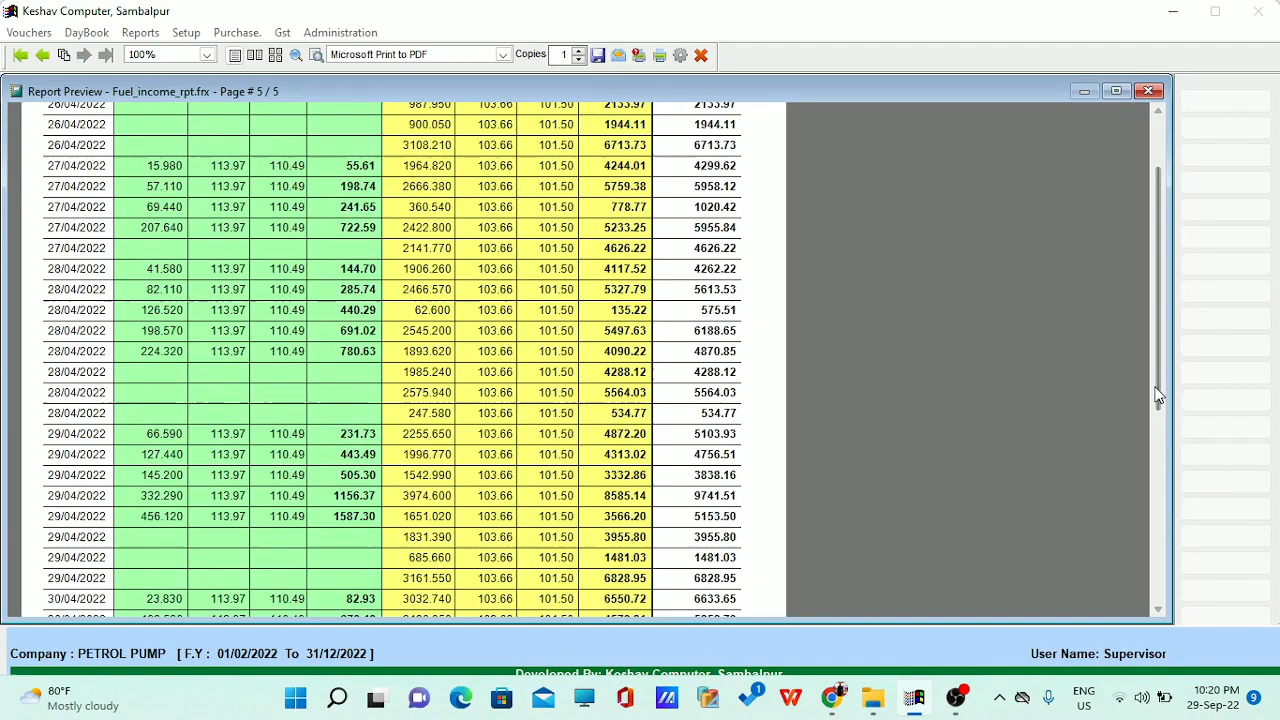 Keshav Computer, Sambalpur
Vouchers DayBook Reports Setup Purchase. Gst Administration
100% Microsoft Print to PDF Copies 1
Report Preview - Fuel_income_rpt.frx - Page # 5 / 5
26/04/2022 987.950 103.66 101.50 2133.97 2133.97
26/04/2022 900.050 103.66 101.50 1944.11 1944.11
26/04/2022 3108.210 103.66 101.50 6713.73 6713.73
27/04/2022 15.980 113.97 110.49 55.61 1964.820 103.66 101.50 4244.01 4299.62
27/04/2022 57.110 113.97 110.49 198.74 2666.380 103.66 101.50 5759.38 5958.12
27/04/2022 69.440 113.97 110.49 241.65 360.540 103.66 101.50 778.77 1020.42
27/04/2022 207.640 113.97 110.49 722.59 2422.800 103.66 101.50 5233.25 5955.84
27/04/2022 2141.770 103.66 101.50 4626.22 4626.22
28/04/2022 41.580 113.97 110.49 144.70 1906.260 103.66 101.50 4117.52 4262.22
28/04/2022 82.110 113.97 110.49 285.74 2466.570 103.66 101.50 5327.79 5613.53
28/04/2022 126.520 113.97 110.49 440.29 62.600 103.66 101.50 135.22 575.51
28/04/2022 198.570 113.97 110.49 691.02 2545.200 103.66 101.50 5497.63 6188.65
28/04/2022 224.320 113.97 110.49 780.63 1893.620 103.66 101.50 4090.22 4870.85
28/04/2022 1985.240 103.66 101.50 4288.12 4288.12
28/04/2022 2575.940 103.66 101.50 5564.03 5564.03
28/04/2022 247.580 103.66 101.50 534.77 534.77
29/04/2022 66.590 113.97 110.49 231.73 2255.650 103.66 101.50 4872.20 5103.93
29/04/2022 127.440 113.97 110.49 443.49 1996.770 103.66 101.50 4313.02 4756.51
29/04/2022 145.200 113.97 110.49 505.30 1542.990 103.66 101.50 3332.86 3838.16
29/04/2022 332.290 113.97 110.49 1156.37 3974.600 103.66 101.50 8585.14 9741.51
29/04/2022 456.120 113.97 110.49 1587.30 1651.020 103.66 101.50 3566.20 5153.50
29/04/2022 1831.390 103.66 101.50 3955.80 3955.80
29/04/2022 685.660 103.66 101.50 1481.03 1481.03
29/04/2022 3161.550 103.66 101.50 6828.95 6828.95
30/04/2022 23.830 113.97 110.49 82.93 3032.740 103.66 101.50 6550.72 6633.65
Company : PETROL PUMP [ F.Y : 01/02/2022 To 31/12/2022 ] User Name: Supervisor
Developed By: Keshav Computer, Sambalpur
80°F
Mostly cloudy
1
ENG
US
10:20 PM
29-Sep-22
9